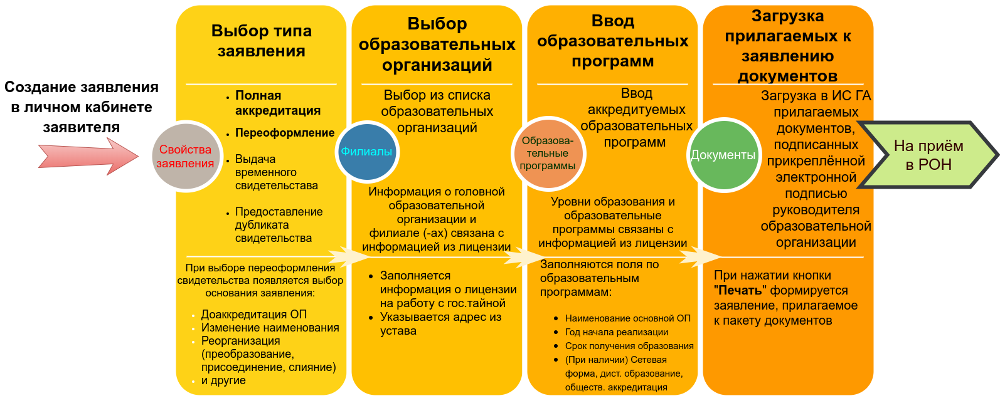 Создание заявления
в личном кабинете
заявителя
Выбор типа
заявления
Свойства
заявления
Полная
аккредитация
Переоформление
Выдача
временного
свидетельстава
Предоставление
дубликата
свидетельства
При выборе переоформления
свидетельства появляется выбор
основания заявления:
Доаккредитация ОП
Изменение наименования
Реорганизация
(преобразование,
присоединение, слияние)
и другие
Выбор
образовательных
организаций
Выбор из списка
образовательных
организаций
Филиалы
Информация о головной
образовательной
организации и
филиале (-ах) связана с
информацией из лицензии
Заполняется
информация о лицензии
на работу с гос.тайной
Указывается адрес из
устава
Ввод
образовательных
программ
Ввод
аккредитуемых
образовательных
программ
Образова-
тельные
программы
Уровни образования и
образовательные
программы связаны с
информацией из лицензии
Заполняются поля по
образовательным
программам:
Наименование основной ОП
Год начала реализации
Срок получения образования
(При наличии) Сетевая
форма, дист. образование,
обществ. аккредитация
Загрузка
прилагаемых к
заявлению
документов
Документы
Загрузка в ИС ГА
прилагаемых
документов,
подписанных
прикреплённой
электронной
подписью
руководителя
образовательной
организации
При нажатии кнопки
"Печать" формируется
заявление, прилагаемое
к пакету документов
На приём
в РОН